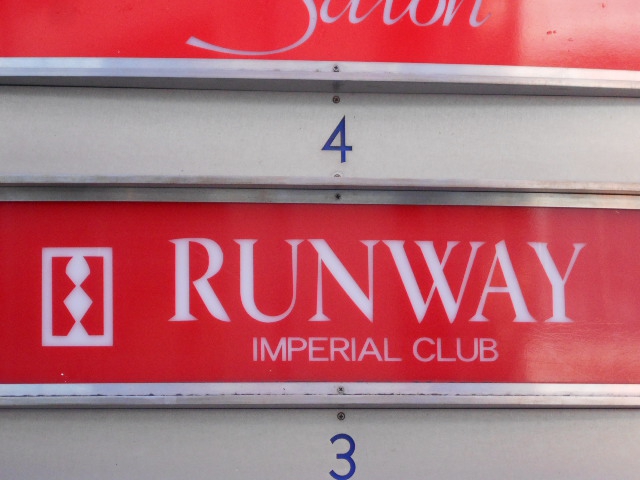 Salon
4
RUNWAY
IMPERIAL CLUB
3